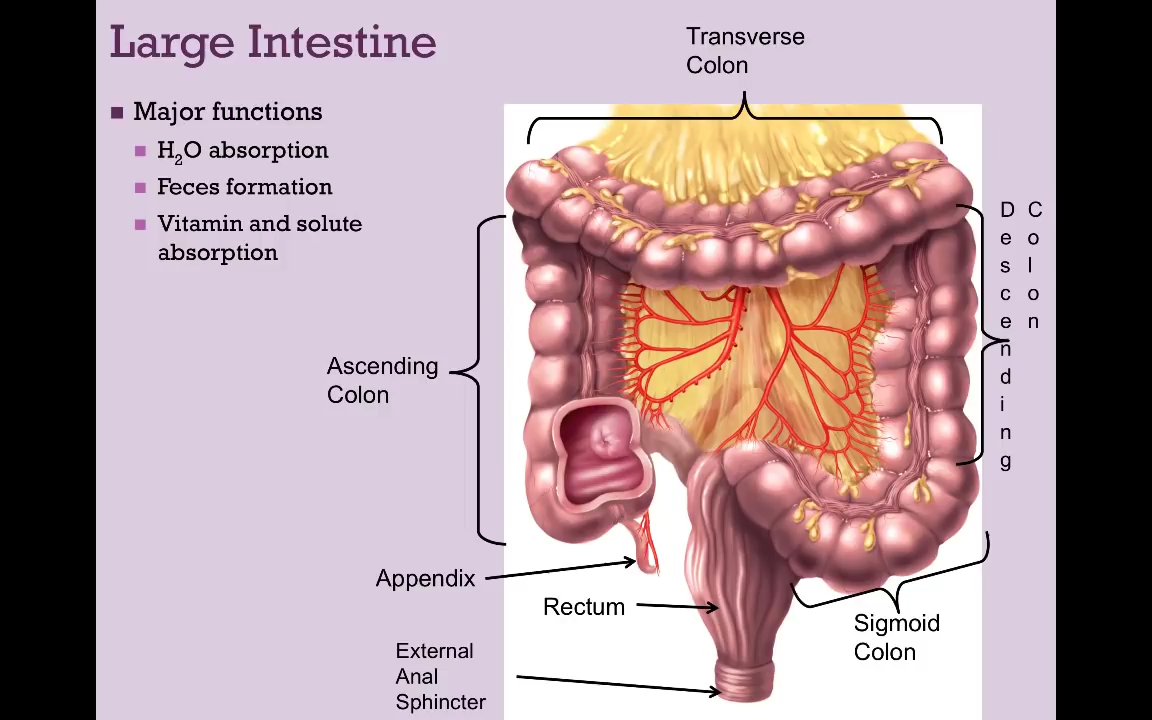 Large Intestine
Major functions
H₂O absorption
Feces formation
Vitamin and solute
absorption
Transverse
Colon
Ascending
Colon
Descending
Colon
Appendix
Rectum
Sigmoid
Colon
External
Anal
Sphincter